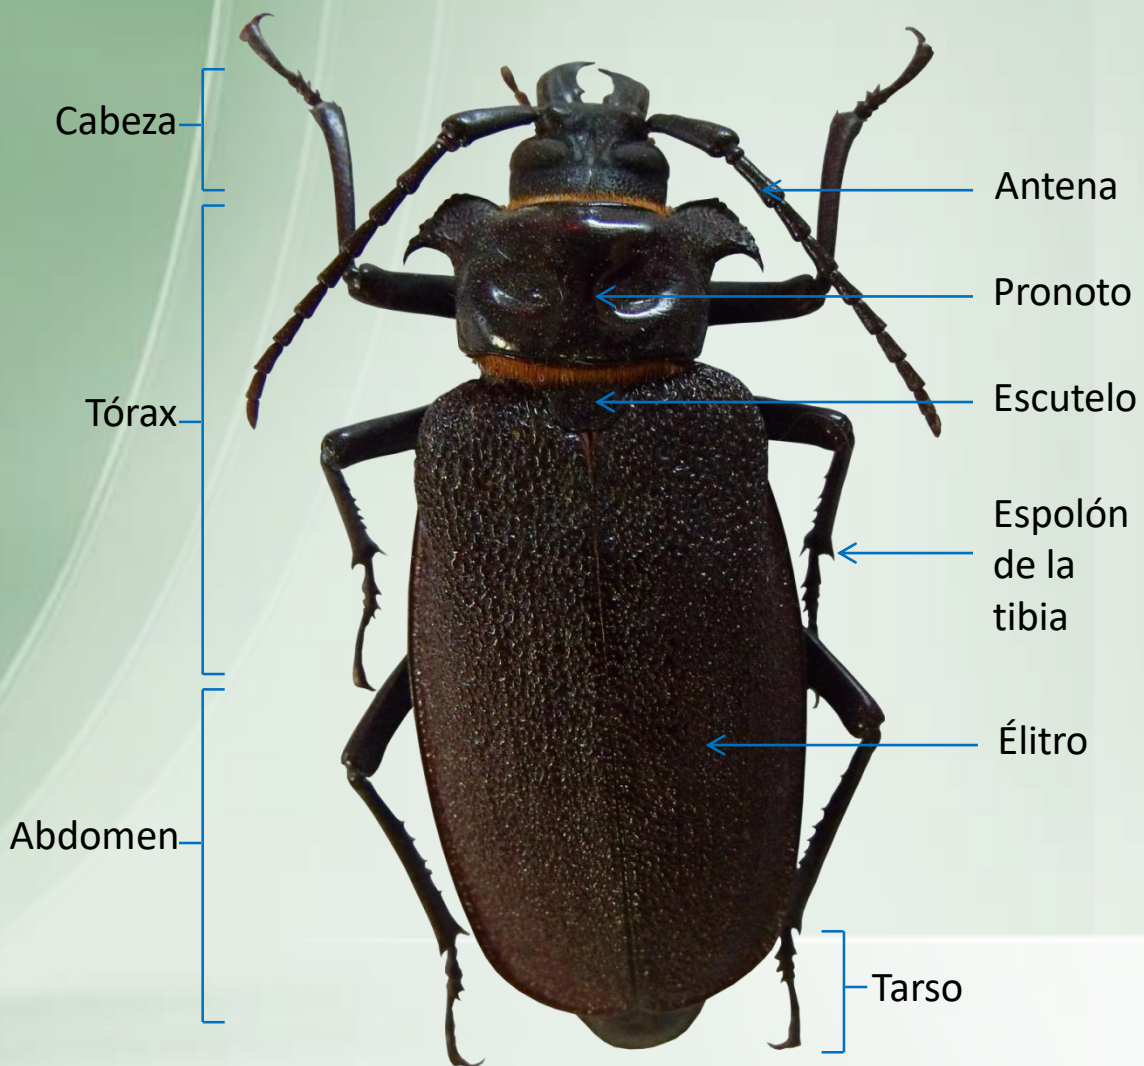 Cabeza
Tórax
Abdomen
Antena
Pronoto
Escutelo
Espolón
de la
tibia
Élitro
Tarso